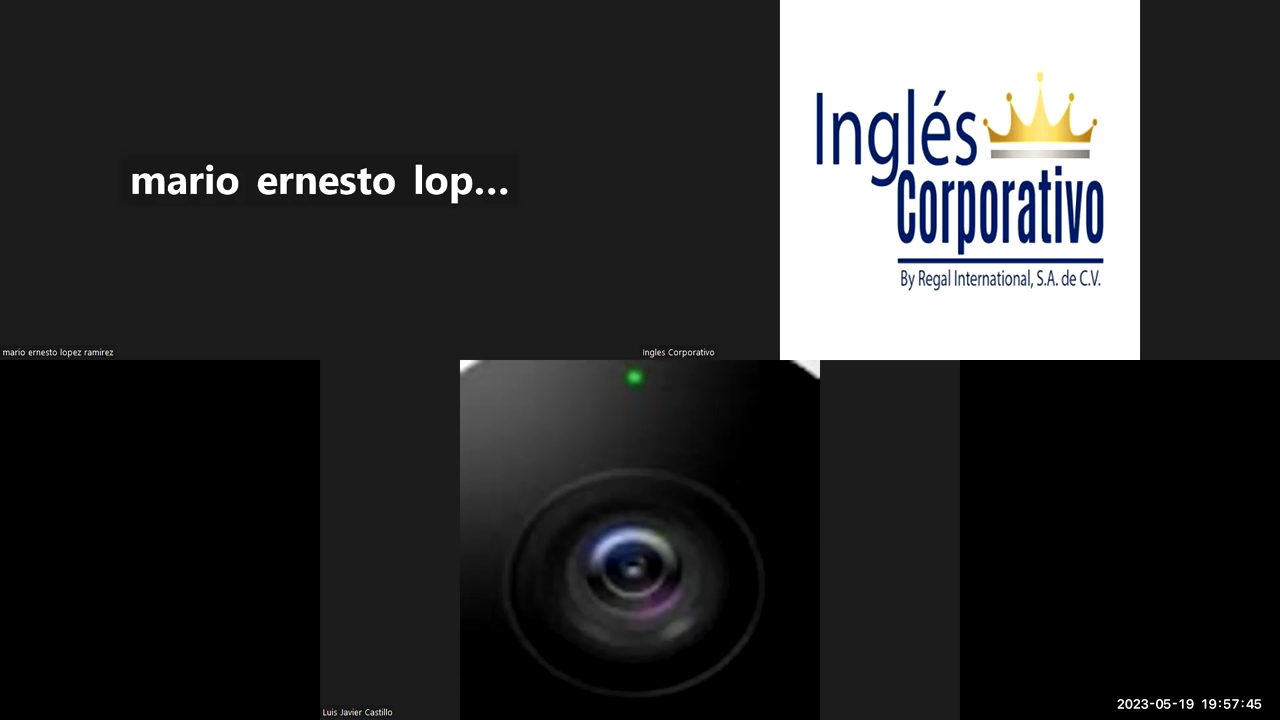 mario ernesto lop...
Inglés
Corporativo
By Regal International, S.A. de C.V.
mario ernesto lopez ramirez
Ingles Corporativo
Luis Javier Castillo
2023-05-19 19:57:45